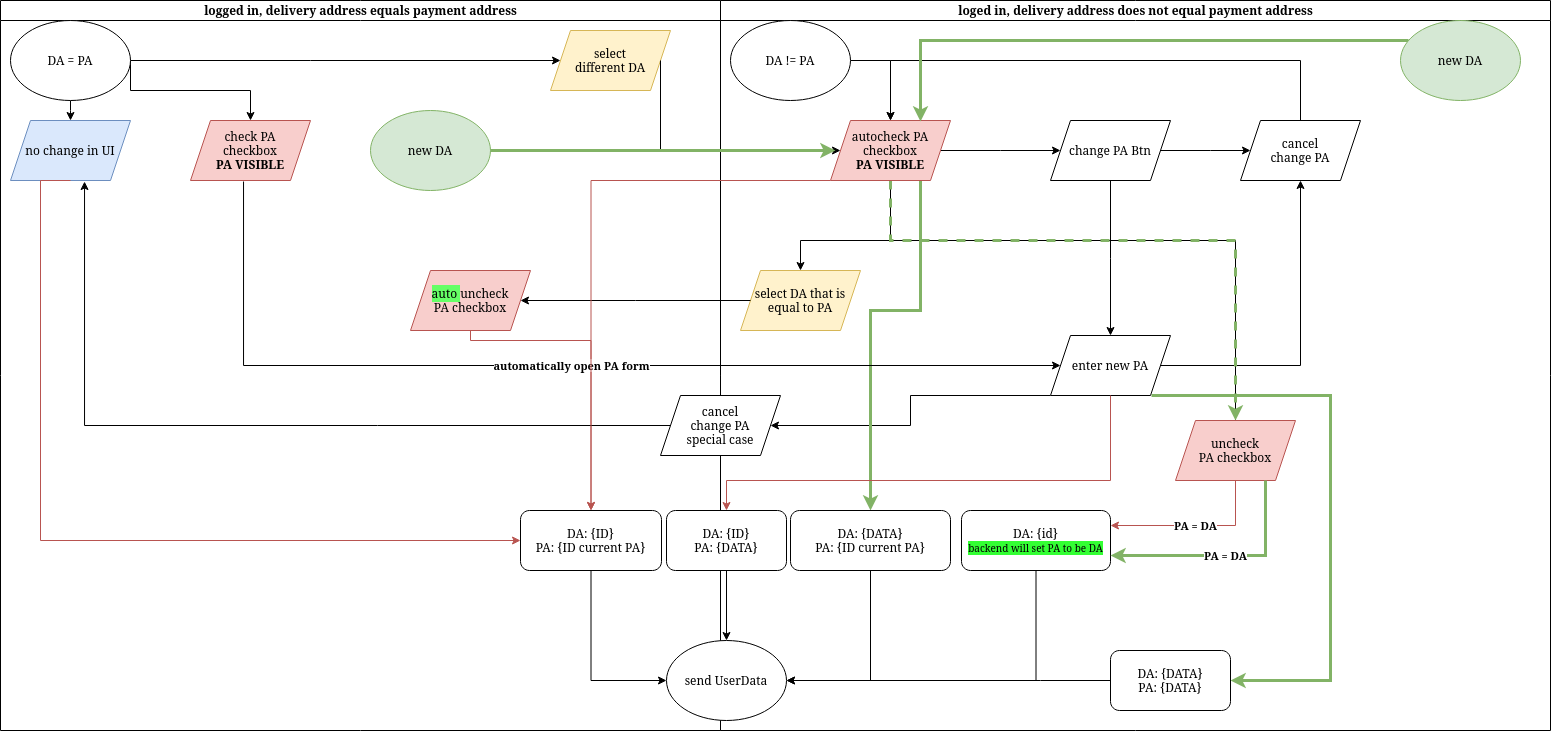 logged in, delivery address equals payment address
loged in, delivery address does not equal payment address
DA = PA
select
different DA
DA != PA
new DA
no change in UI
check PA
checkbox
PA VISIBLE
new DA
autocheck PA
checkbox
PA VISIBLE
change PA Btn
cancel
change PA
auto uncheck
PA checkbox
select DA that is
equal to PA
automatically open PA form
enter new PA
cancel
change PA
special case
uncheck
PA checkbox
DA: {ID}
PA: {ID current PA}
DA: {ID}
PA: {DATA}
DA: {DATA}
PA: {ID current PA}
DA: {id}
backend will set PA to be DA
PA = DA
PA = DA
send UserData
DA: {DATA}
PA: {DATA}